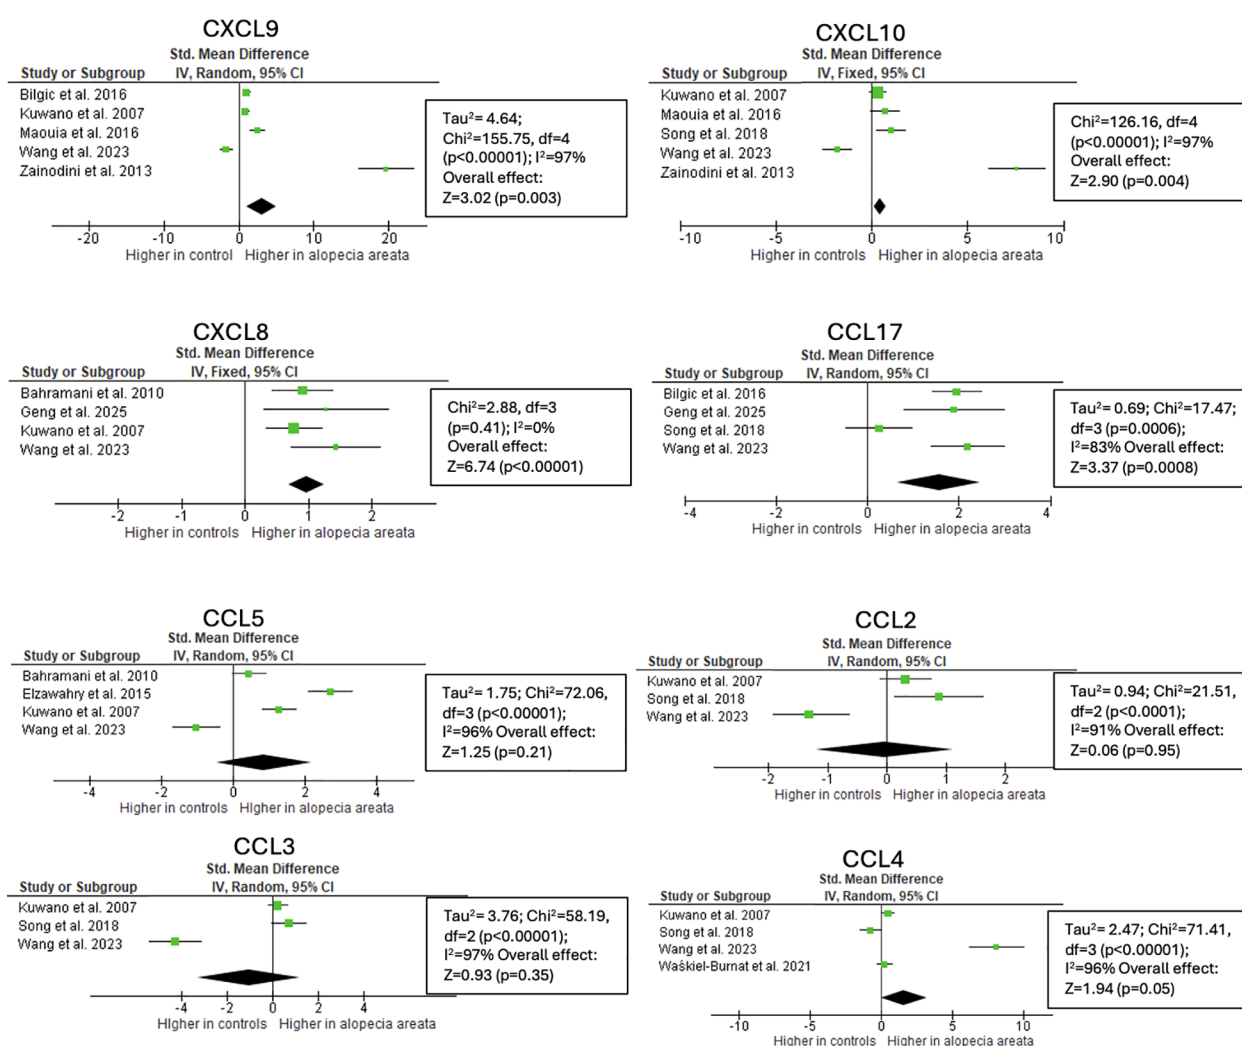 CXCL9
Std. Mean Difference
Study or Subgroup IV, Random, 95% CI
Bilgic et al. 2016
Kuwano et al. 2007
Maouia et al. 2016
Wang et al. 2023
Zainodini et al. 2013
Tau²= 4.64;
Chi²=155.75, df=4
(p<0.00001); I²=97%
Overall effect:
Z=3.02 (p=0.003)
-20 -10 0 10 20
Higher in control Higher in alopecia areata
CXCL10
Std. Mean Difference
Study or Subgroup IV, Fixed, 95% CI
Kuwano et al. 2007
Maouia et al. 2016
Song et al. 2018
Wang et al. 2023
Zainodini et al. 2013
Chi²=126.16, df=4
(p<0.00001); I²=97%
Overall effect:
Z=2.90 (p=0.004)
-10 -5 0 5 10
Higher in controls Higher in alopecia areata
CXCL8
Std. Mean Difference
Study or Subgroup IV, Fixed, 95% CI
Bahramani et al. 2010
Geng et al. 2025
Kuwano et al. 2007
Wang et al. 2023
Chi²=2.88, df=3
(p=0.41); I²=0%
Overall effect:
Z=6.74 (p<0.00001)
-2 -1 0 1 2
Higher in controls Higher in alopecia areata
CCL17
Std. Mean Difference
Study or Subgroup IV, Random, 95% CI
Bilgic et al. 2016
Geng et al. 2025
Song et al. 2018
Wang et al. 2023
Tau²= 0.69; Chi²=17.47;
df=3 (p=0.0006);
I²=83% Overall effect:
Z=3.37 (p=0.0008)
-4 -2 0 2 4
Higher in controls Higher in alopecia areata
CCL5
Std. Mean Difference
Study or Subgroup IV, Random, 95% CI
Bahramani et al. 2010
Elzawahry et al. 2015
Kuwano et al. 2007
Wang et al. 2023
Tau²= 1.75; Chi²=72.06,
df=3 (p<0.00001);
I²=96% Overall effect:
Z=1.25 (p=0.21)
-4 -2 0 2 4
Higher in controls HIgher in alopecia areata
CCL2
Std. Mean Difference
Study or Subgroup IV, Random, 95% CI
Kuwano et al. 2007
Song et al. 2018
Wang et al. 2023
Tau²= 0.94; Chi²=21.51,
df=2 (p<0.0001);
I²=91% Overall effect:
Z=0.06 (p=0.95)
-2 -1 0 1 2
Higher in controls Higher in alopecia areata
CCL3
Std. Mean Difference
Study or Subgroup IV, Random, 95% CI
Kuwano et al. 2007
Song et al. 2018
Wang et al. 2023
Tau²= 3.76; Chi²=58.19,
df=2 (p<0.00001);
I²=97% Overall effect:
Z=0.93 (p=0.35)
-4 -2 0 2 4
HIgher in controls Higher in alopecia areata
CCL4
Std. Mean Difference
Study or Subgroup IV, Random, 95% CI
Kuwano et al. 2007
Song et al. 2018
Wang et al. 2023
Waśkiel-Burnat et al. 2021
Tau²= 2.47; Chi²=71.41,
df=3 (p<0.00001);
I²=96% Overall effect:
Z=1.94 (p=0.05)
-10 -5 0 5 10
Higher in controls Higher in alopecia areata